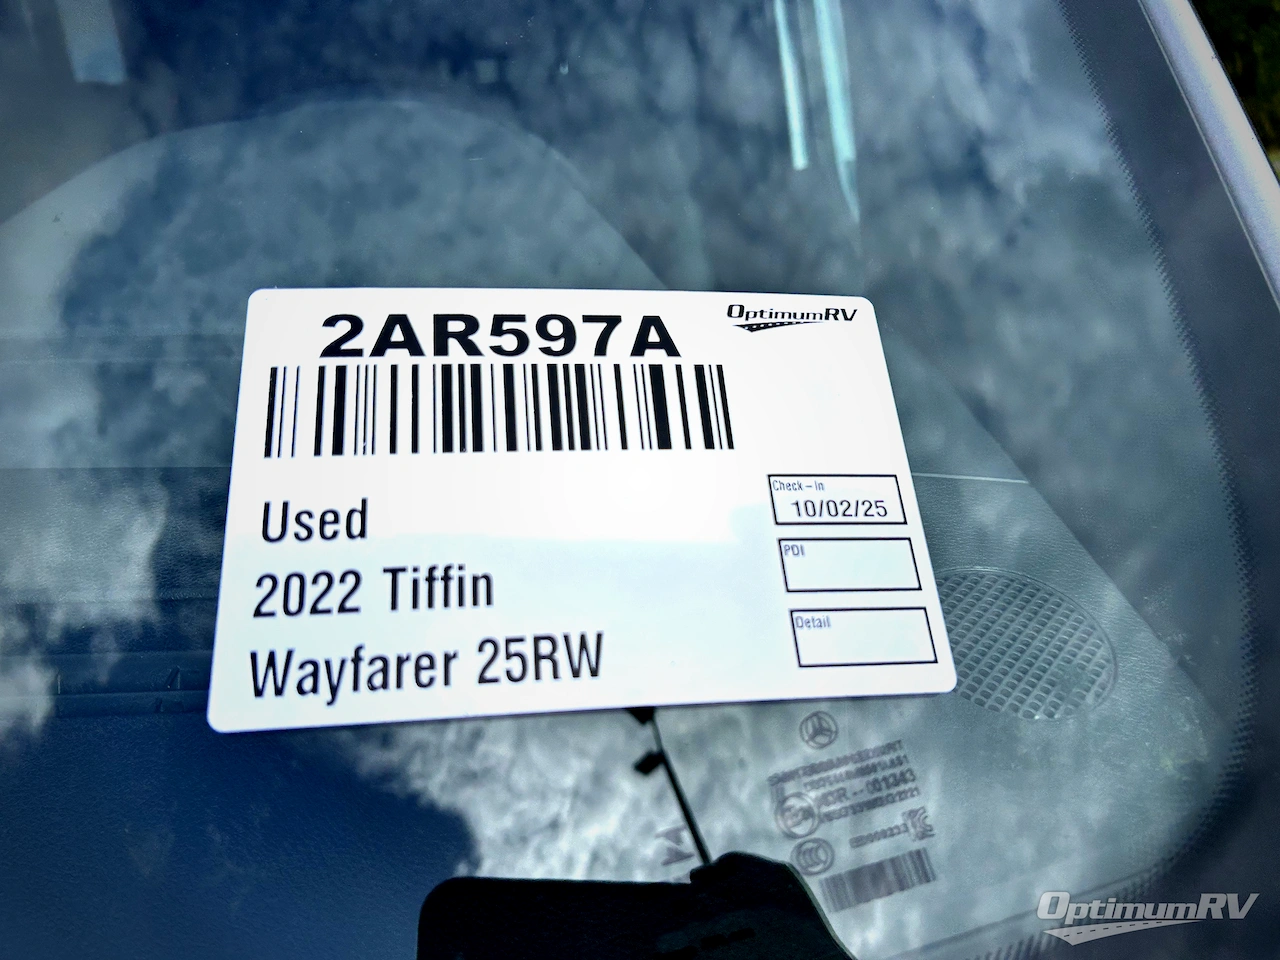 2AR597A
OptimumRV
Used
2022 Tiffin
Wayfarer 25RW
Check-In
10/02/25
PDI
Detail
OptimumRV